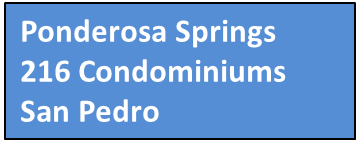 Ponderosa Springs
216 Condominiums
San Pedro